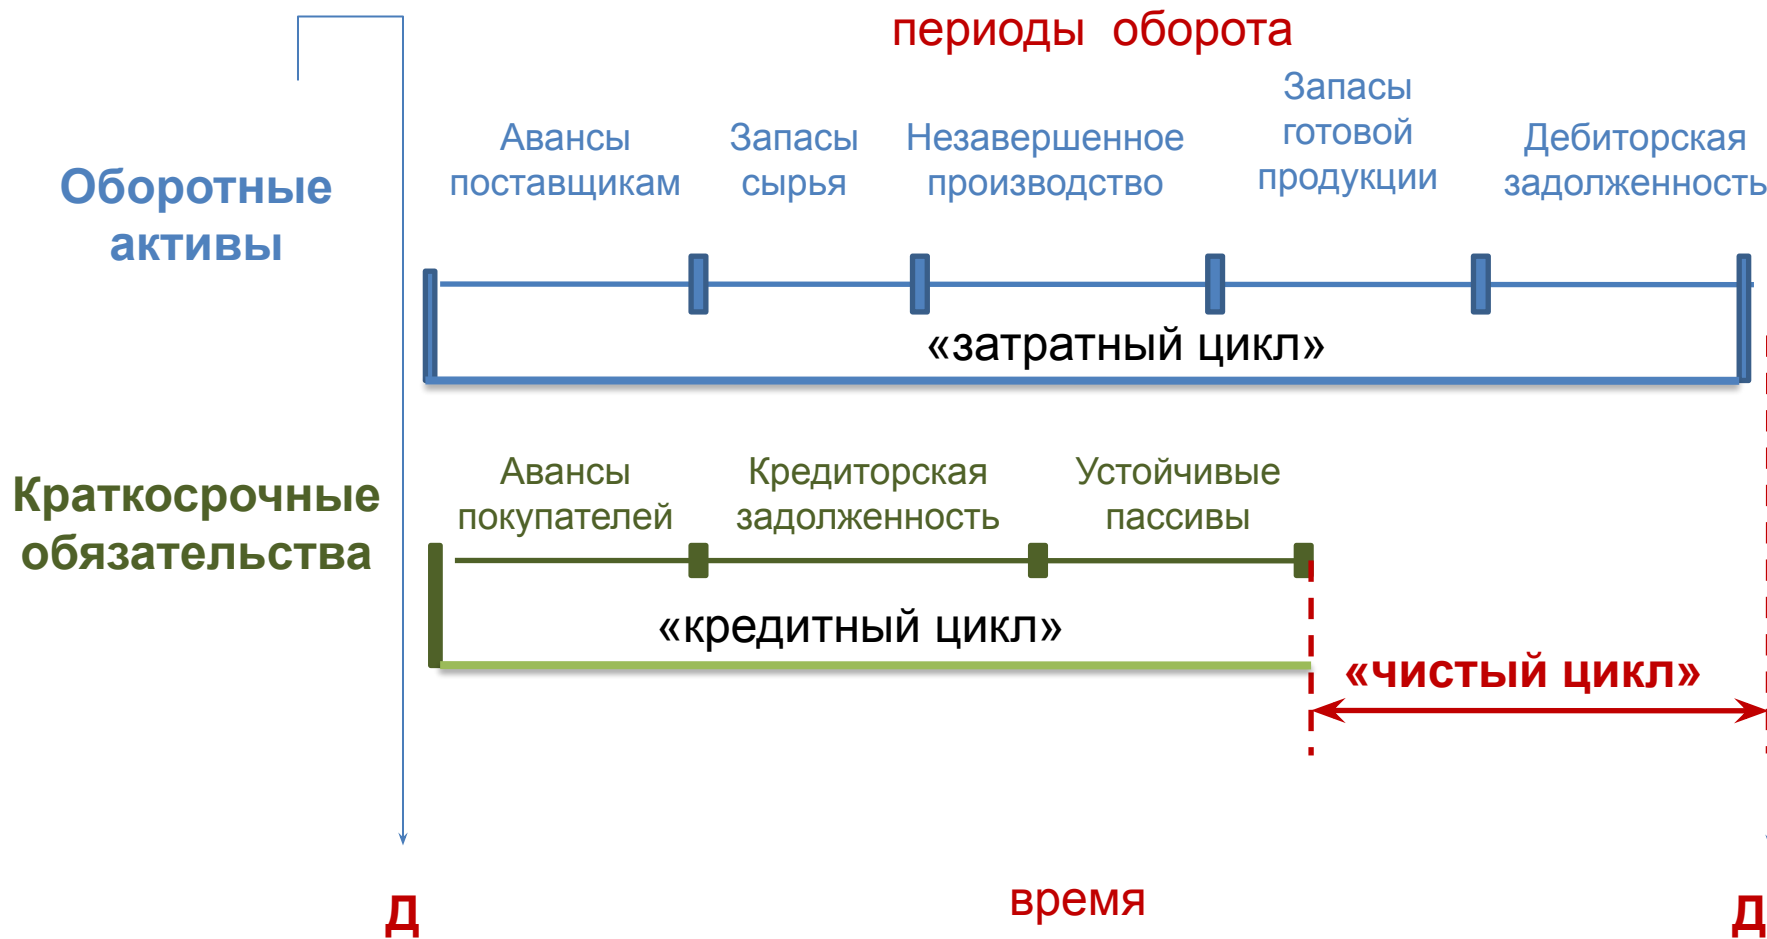 периоды оборота
Авансы
поставщикам
Запасы
сырья
Незавершенное
производство
Запасы
готовой
продукции
Дебиторская
задолженность
Оборотные
активы
«затратный цикл»
Авансы
покупателей
Кредиторская
задолженность
Устойчивые
пассивы
Краткосрочные
обязательства
«кредитный цикл»
«чистый цикл»
Д
время
Д